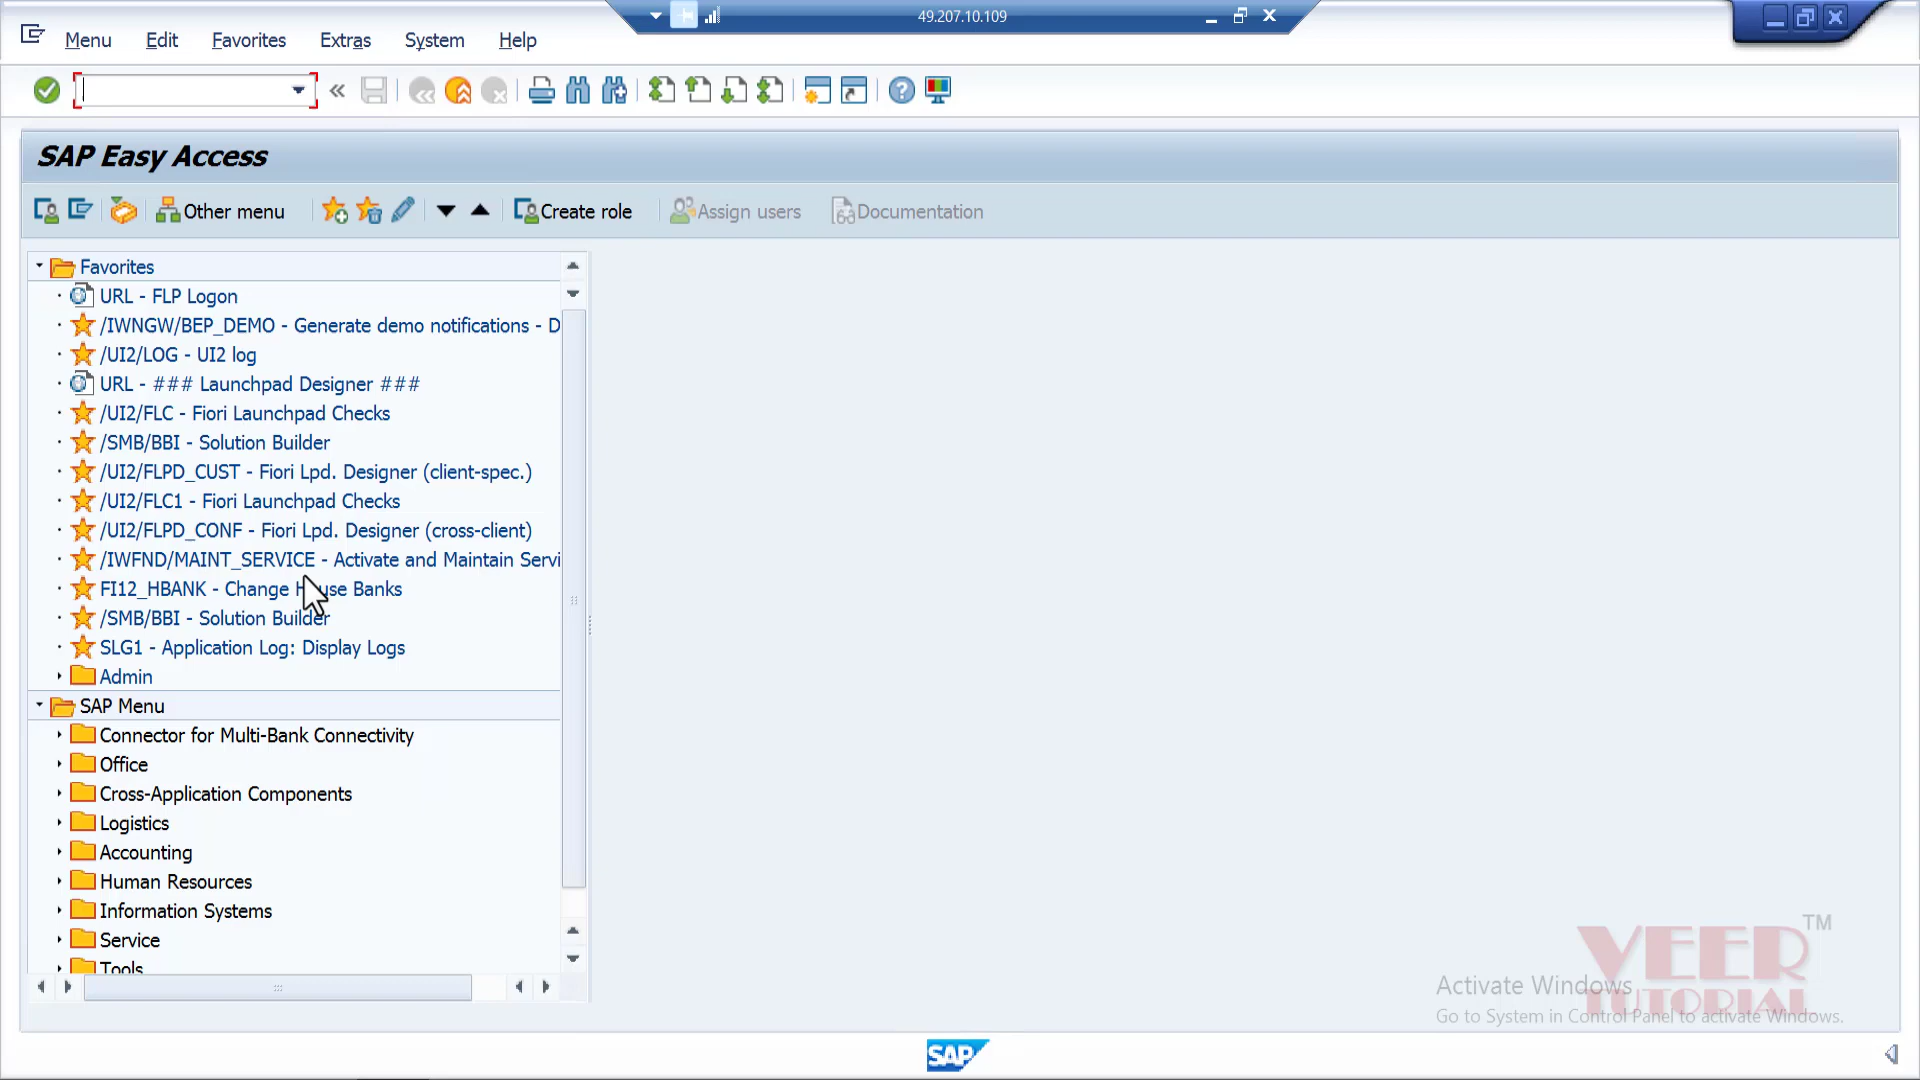 49.207.10.109
Menu Edit Favorites Extras System Help
SAP Easy Access
Other menu Create role Assign users Documentation
Favorites
URL - FLP Logon
/IWNGW/BEP_DEMO - Generate demo notifications - D
/UI2/LOG - UI2 log
URL - ### Launchpad Designer ###
/UI2/FLC - Fiori Launchpad Checks
/SMB/BBI - Solution Builder
/UI2/FLPD_CUST - Fiori Lpd. Designer (client-spec.)
/UI2/FLC1 - Fiori Launchpad Checks
/UI2/FLPD_CONF - Fiori Lpd. Designer (cross-client)
/IWFND/MAINT_SERVICE - Activate and Maintain Servi
FI12_HBANK - Change House Banks
/SMB/BBI - Solution Builder
SLG1 - Application Log: Display Logs
Admin
SAP Menu
Connector for Multi-Bank Connectivity
Office
Cross-Application Components
Logistics
Accounting
Human Resources
Information Systems
Service
Tools
VEER TM
TUTORIAL
Activate Windows
Go to System in Control Panel to activate Windows.
SAP